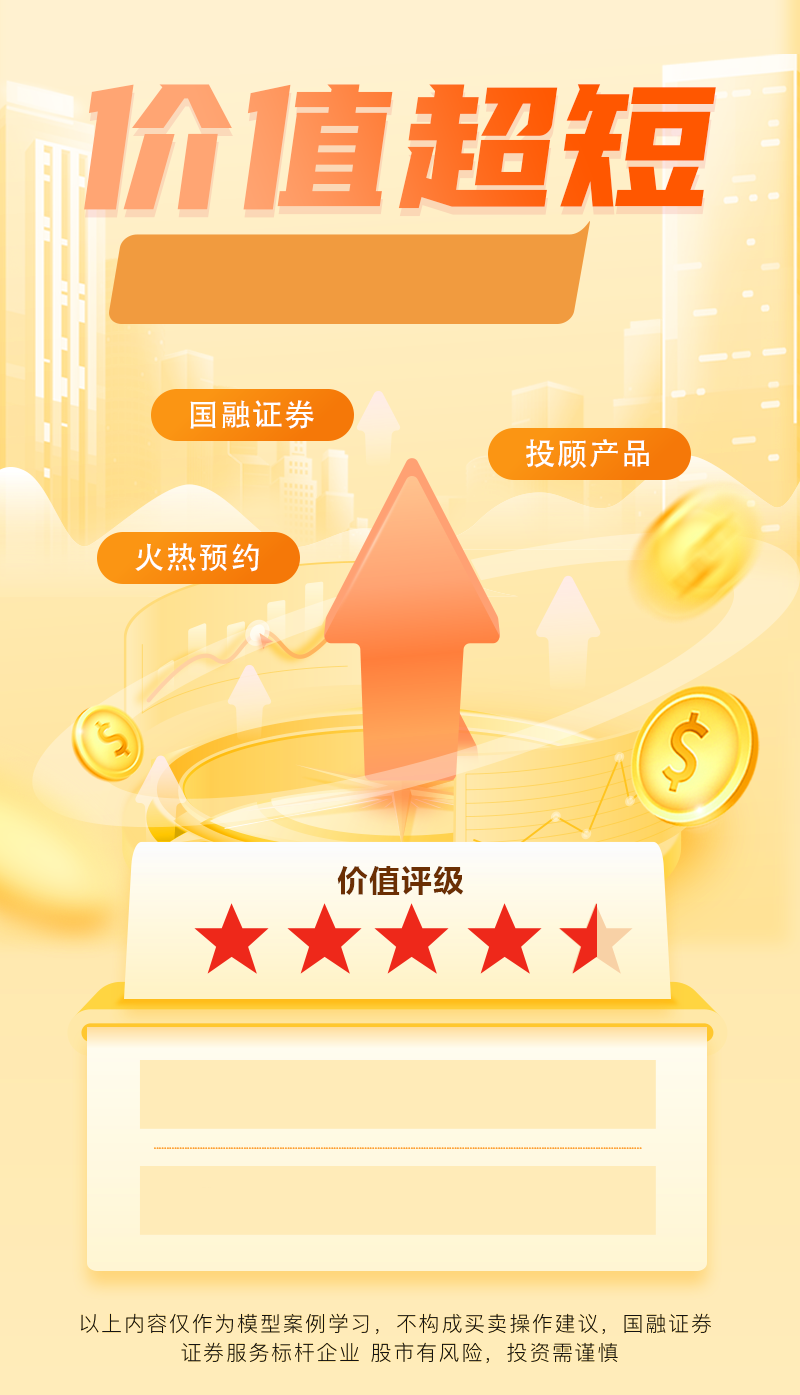 价值超短
国融证券
投顾产品
火热预约
价值评级
以上内容仅作为模型案例学习，不构成买卖操作建议，国融证券
证券服务标杆企业 股市有风险，投资需谨慎